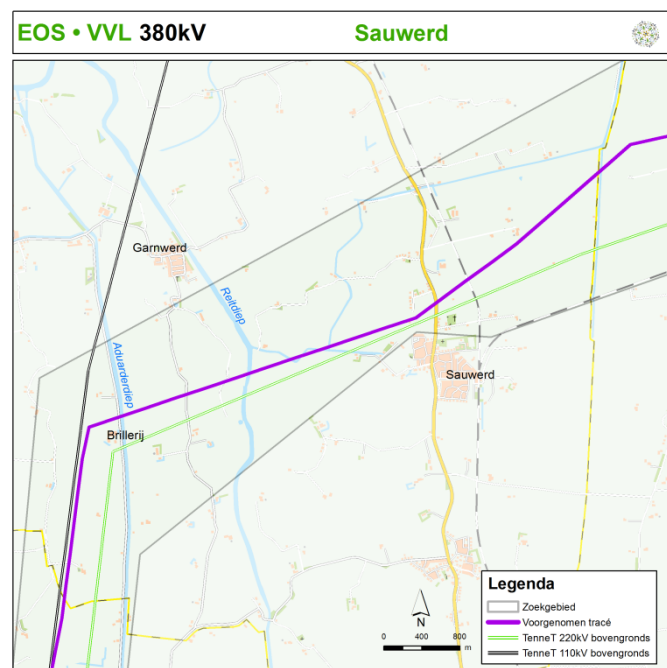 EOS • VVL 380kV
Sauwerd
Garnwerd
Reitdiep
Aduarderdiep
Sauwerd
Brillerij
Legenda
Zoekgebied
Voorgenomen tracé
TenneT 220kV bovengronds
TenneT 110kV bovengronds
N
0 400 800
m